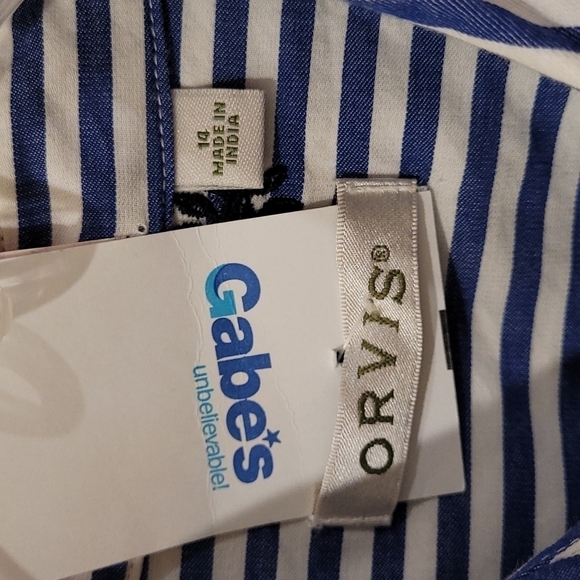 14
MADE IN
INDIA
ORVIS®
Gabe's
unbelievable!